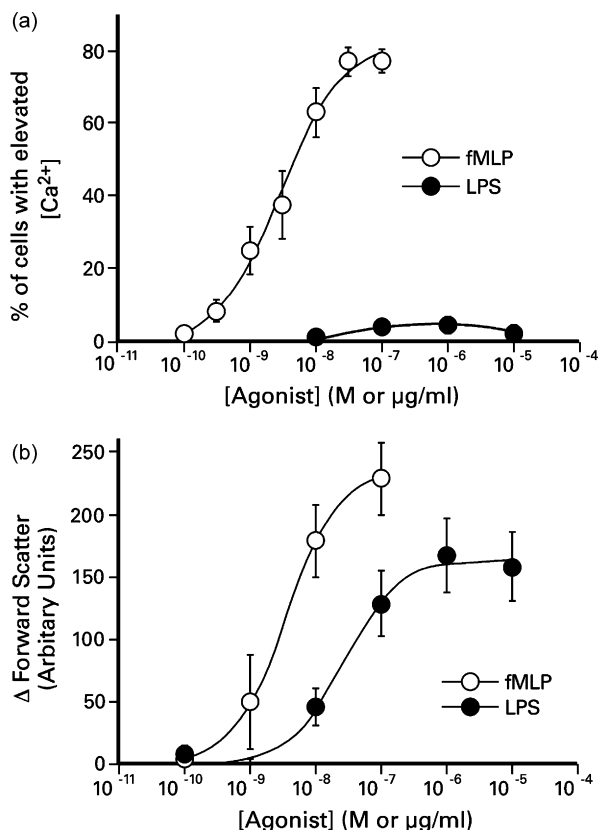 (a)
% of cells with elevated
[Ca²⁺]
80
60
40
20
0
fMLP
LPS
10⁻¹¹ 10⁻¹⁰ 10⁻⁹ 10⁻⁸ 10⁻⁷ 10⁻⁶ 10⁻⁵ 10⁻⁴
[Agonist] (M or µg/ml)
(b)
Δ Forward Scatter
(Arbitary Units)
250
200
150
100
50
0
fMLP
LPS
10⁻¹¹ 10⁻¹⁰ 10⁻⁹ 10⁻⁸ 10⁻⁷ 10⁻⁶ 10⁻⁵ 10⁻⁴
[Agonist] (M or µg/ml)